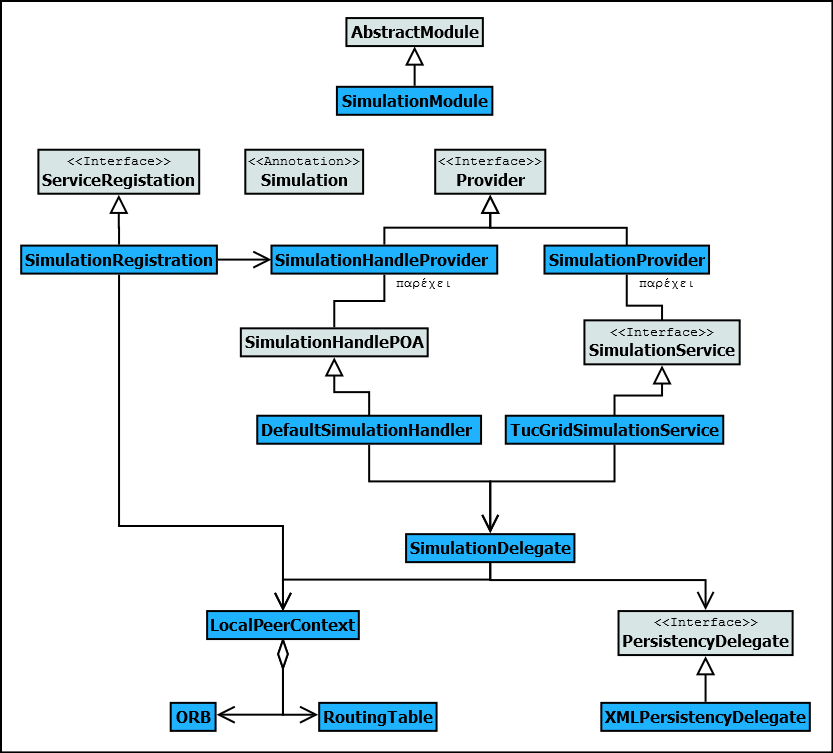 AbstractModule
SimulationModule
<<Interface>>
ServiceRegistation
<<Annotation>>
Simulation
<<Interface>>
Provider
SimulationRegistration
SimulationHandleProvider
SimulationProvider
παρέχει
παρέχει
SimulationHandlePOA
<<Interface>>
SimulationService
DefaultSimulationHandler
TucGridSimulationService
SimulationDelegate
LocalPeerContext
<<Interface>>
PersistencyDelegate
ORB
RoutingTable
XMLPersistencyDelegate